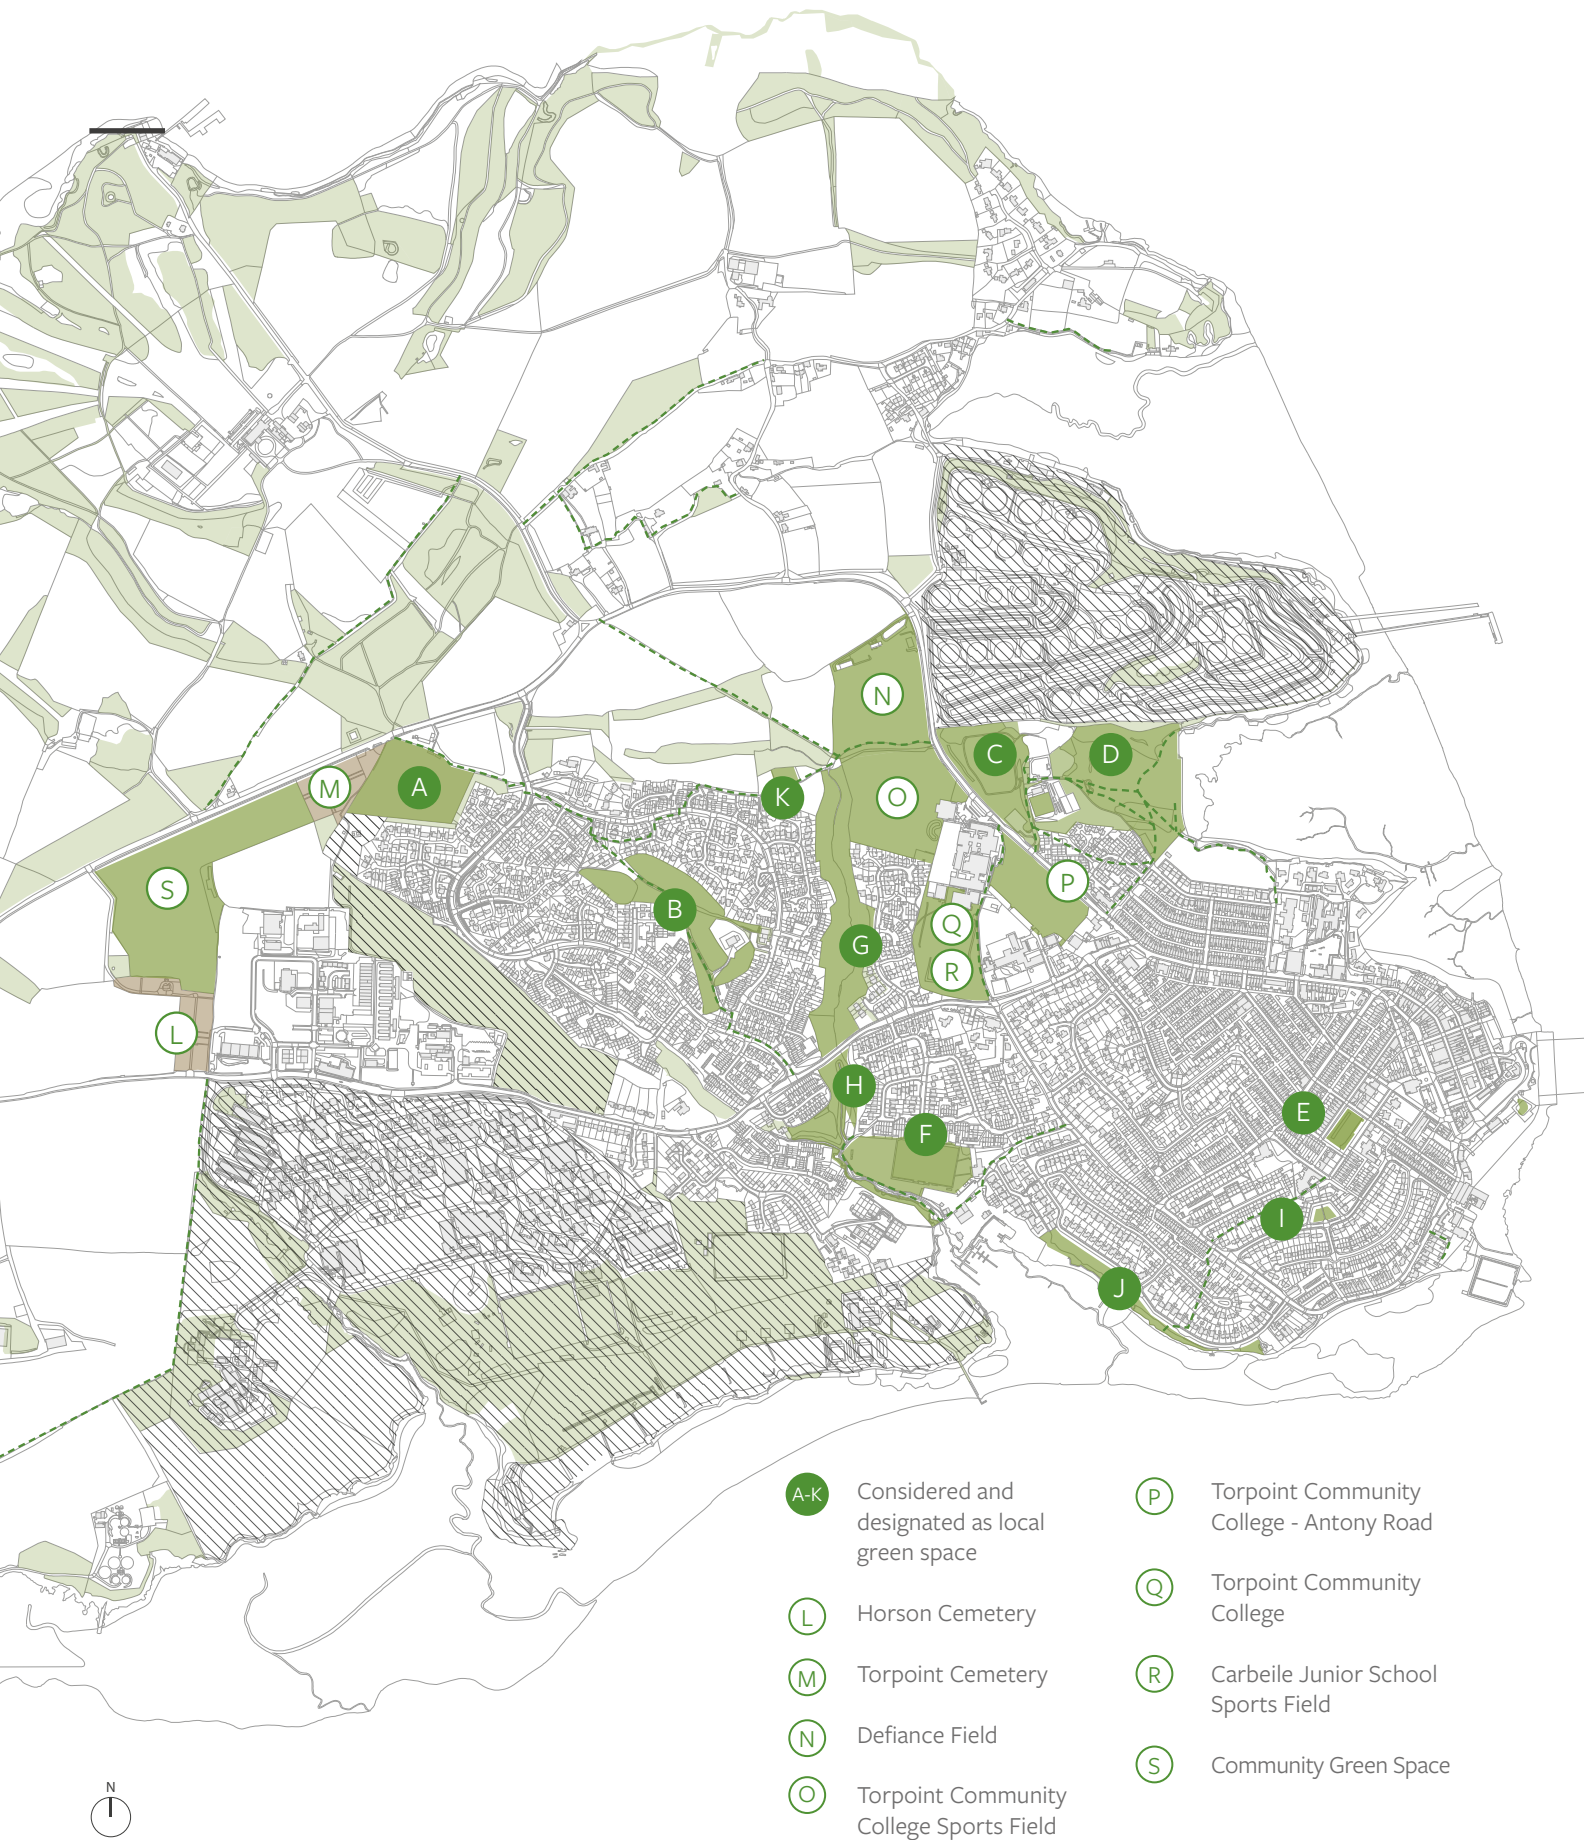 N
C
D
M
A
K
O
S
P
B
Q
G
R
L
H
E
F
I
J
A-K
Considered and
designated as local
green space
L
Horson Cemetery
M
Torpoint Cemetery
N
Defiance Field
O
Torpoint Community
College Sports Field
P
Torpoint Community
College - Antony Road
Q
Torpoint Community
College
R
Carbeile Junior School
Sports Field
S
Community Green Space
N